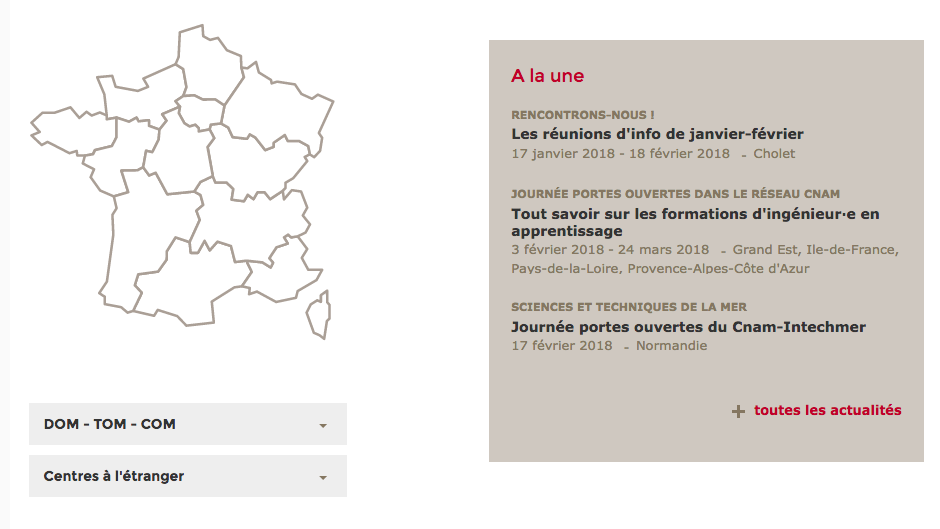 A la une
RENCONTRONS-NOUS !
Les réunions d'info de janvier-février
17 janvier 2018 - 18 février 2018 - Cholet
JOURNÉE PORTES OUVERTES DANS LE RÉSEAU CNAM
Tout savoir sur les formations d'ingénieur·e en
apprentissage
3 février 2018 - 24 mars 2018 - Grand Est, Ile-de-France,
Pays-de-la-Loire, Provence-Alpes-Côte d'Azur
SCIENCES ET TECHNIQUES DE LA MER
Journée portes ouvertes du Cnam-Intechmer
17 février 2018 - Normandie
+ toutes les actualités
DOM - TOM - COM
Centres à l'étranger